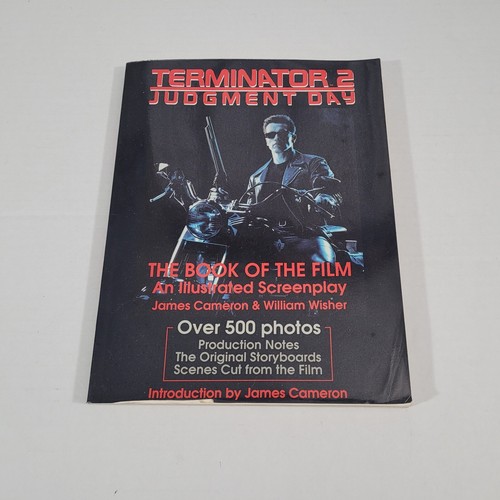 TERMINATOR 2
JUDGMENT DAY
THE BOOK OF THE FILM
An Illustrated Screenplay
James Cameron & William Wisher
Over 500 photos
Production Notes
The Original Storyboards
Scenes Cut from the Film
Introduction by James Cameron